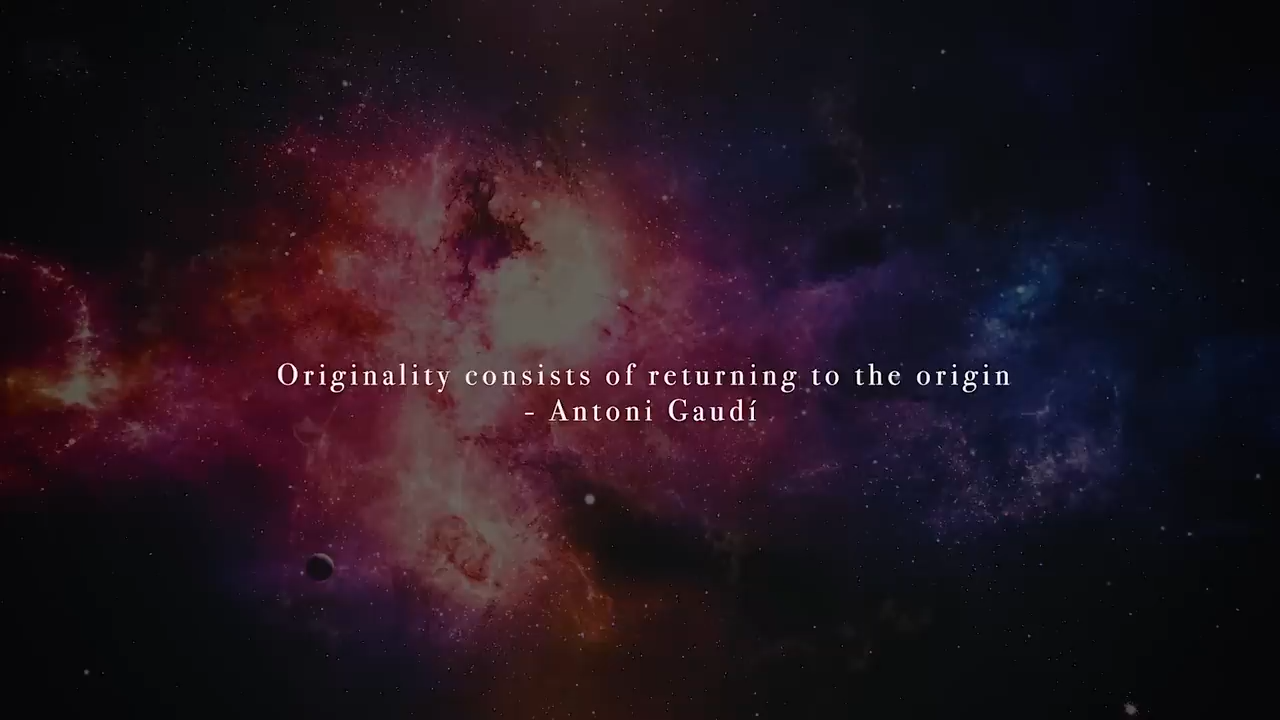 Originality consists of returning to the origin
- Antoni Gaudí